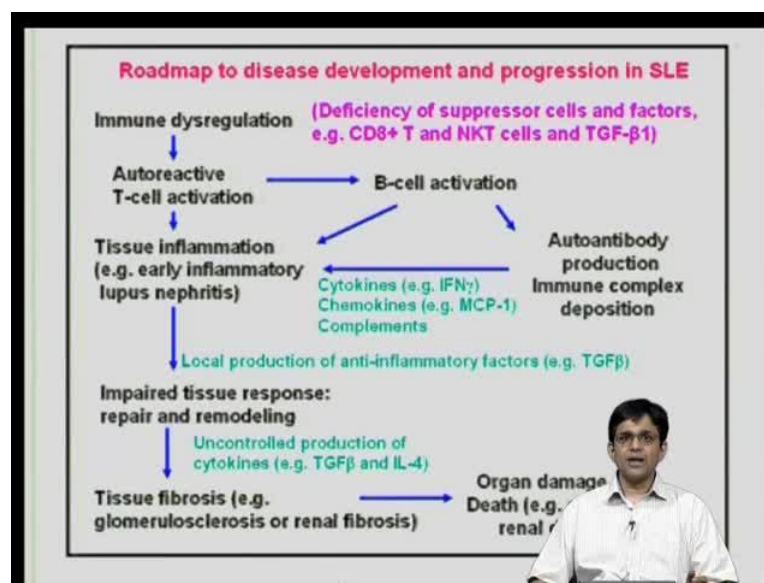 Roadmap to disease development and progression in SLE
Immune dysregulation
(Deficiency of suppressor cells and factors,
e.g. CD8+ T and NKT cells and TGF-β1)
Autoreactive
T-cell activation
B-cell activation
Tissue inflammation
(e.g. early inflammatory
lupus nephritis)
Autoantibody
production
Immune complex
deposition
Cytokines (e.g. IFNγ)
Chemokines (e.g. MCP-1)
Complements
Local production of anti-inflammatory factors (e.g. TGFβ)
Impaired tissue response:
repair and remodeling
Uncontrolled production of
cytokines (e.g. TGFβ and IL-4)
Tissue fibrosis (e.g.
glomerulosclerosis or renal fibrosis)
Organ damage
Death (e.g.
renal